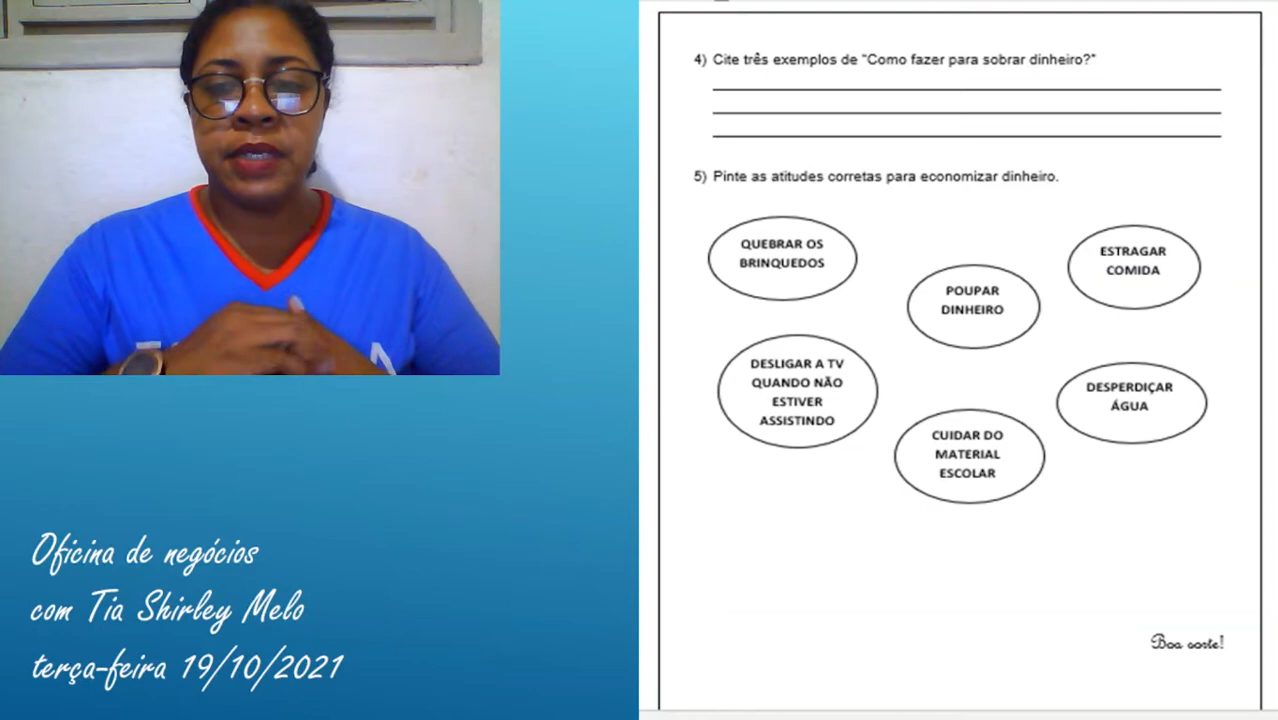 4) Cite três exemplos de "Como fazer para sobrar dinheiro?"
5) Pinte as atitudes corretas para economizar dinheiro.
QUEBRAR OS
BRINQUEDOS
ESTRAGAR
COMIDA
POUPAR
DINHEIRO
DESLIGAR A TV
QUANDO NÃO
ESTIVER
ASSISTINDO
DESPERDIÇAR
ÁGUA
CUIDAR DO
MATERIAL
ESCOLAR
Boa sorte!
Oficina de negócios
com Tia Shirley Melo
terça-feira 19/10/2021